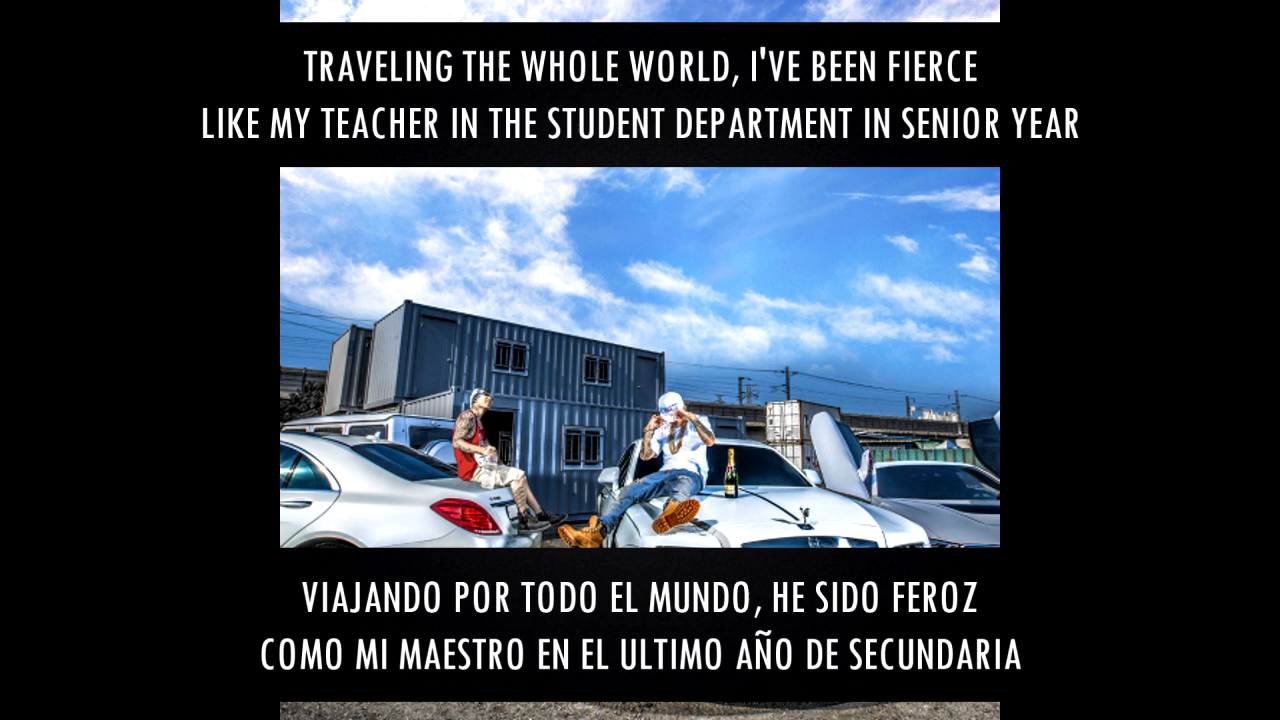 TRAVELING THE WHOLE WORLD, I'VE BEEN FIERCE
LIKE MY TEACHER IN THE STUDENT DEPARTMENT IN SENIOR YEAR
VIAJANDO POR TODO EL MUNDO, HE SIDO FEROZ
COMO MI MAESTRO EN EL ULTIMO AÑO DE SECUNDARIA